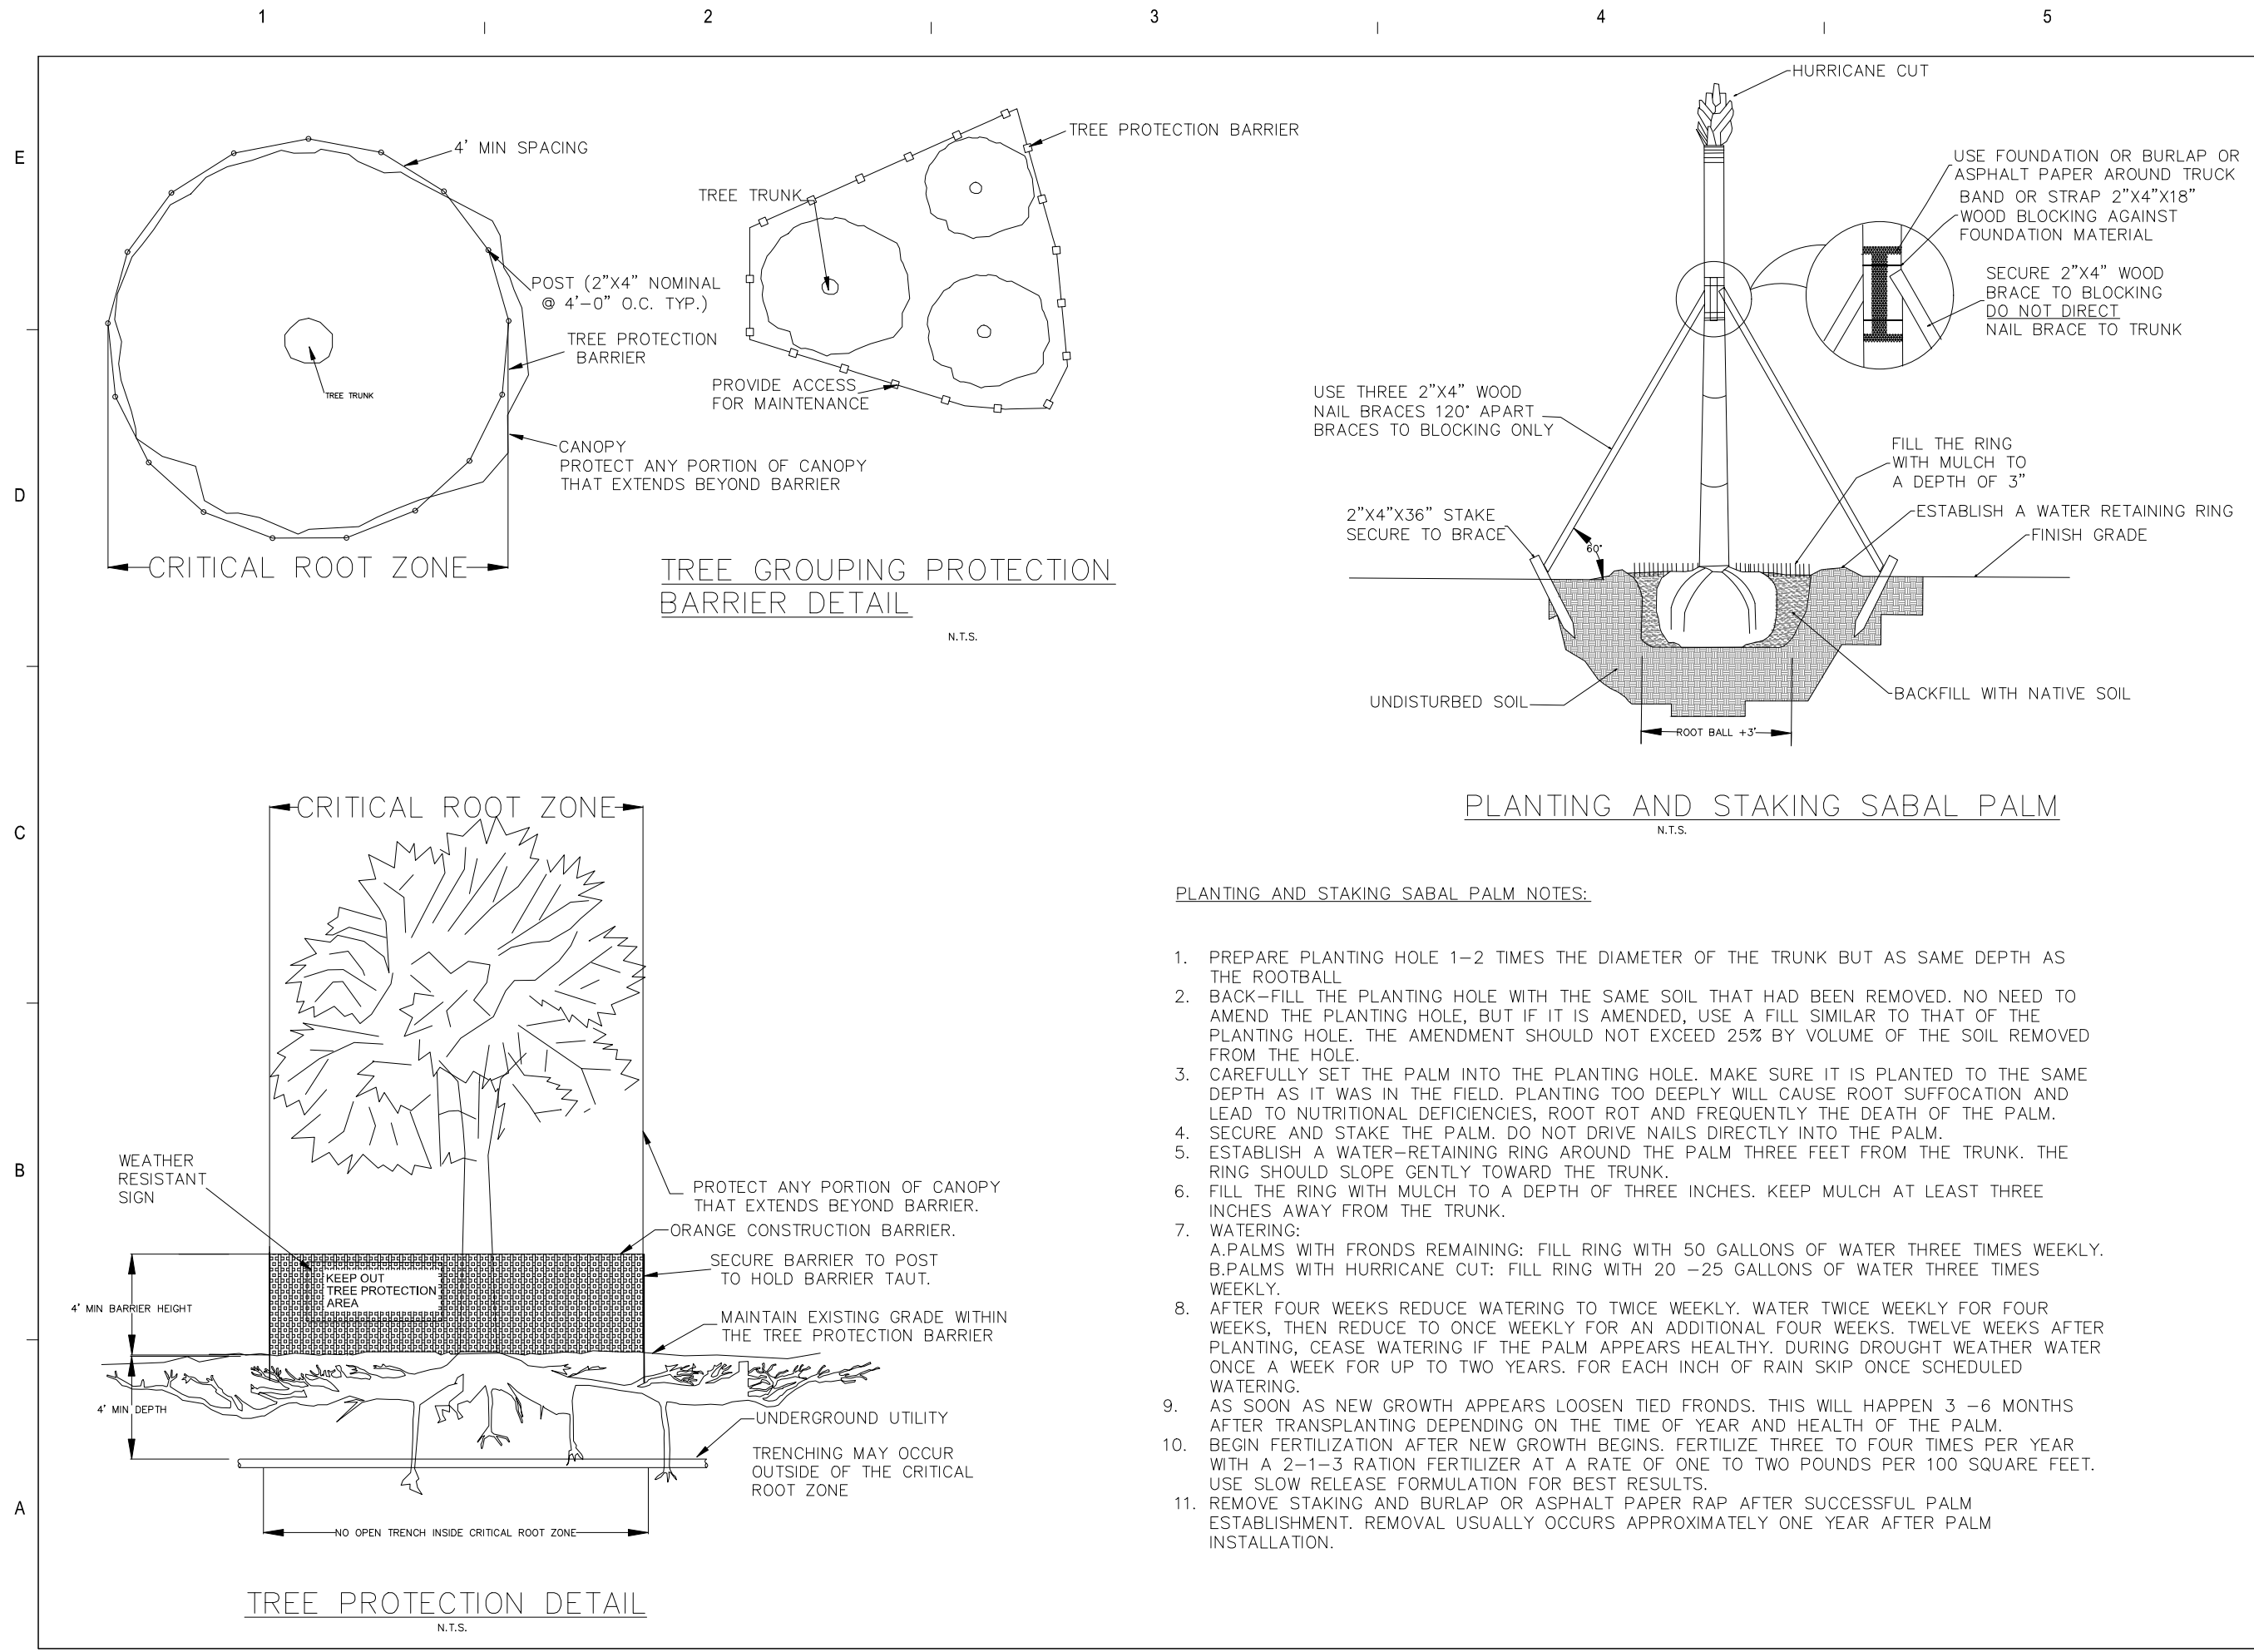 1
2
3
4
5
E
D
C
B
A
4' MIN SPACING
POST (2"X4" NOMINAL
@ 4'-0" O.C. TYP.)
TREE PROTECTION
BARRIER
TREE TRUNK
CANOPY
PROTECT ANY PORTION OF CANOPY
THAT EXTENDS BEYOND BARRIER
CRITICAL ROOT ZONE
TREE PROTECTION BARRIER
TREE TRUNK
PROVIDE ACCESS
FOR MAINTENANCE
TREE GROUPING PROTECTION
BARRIER DETAIL
N.T.S.
HURRICANE CUT
USE FOUNDATION OR BURLAP OR
ASPHALT PAPER AROUND TRUCK
BAND OR STRAP 2"X4"X18"
WOOD BLOCKING AGAINST
FOUNDATION MATERIAL
SECURE 2"X4" WOOD
BRACE TO BLOCKING
DO NOT DIRECT
NAIL BRACE TO TRUNK
USE THREE 2"X4" WOOD
NAIL BRACES 120° APART
BRACES TO BLOCKING ONLY
FILL THE RING
WITH MULCH TO
A DEPTH OF 3"
2"X4"X36" STAKE
SECURE TO BRACE
60°
ESTABLISH A WATER RETAINING RING
FINISH GRADE
UNDISTURBED SOIL
BACKFILL WITH NATIVE SOIL
ROOT BALL +3'
PLANTING AND STAKING SABAL PALM
N.T.S.
CRITICAL ROOT ZONE
WEATHER
RESISTANT
SIGN
PROTECT ANY PORTION OF CANOPY
THAT EXTENDS BEYOND BARRIER.
ORANGE CONSTRUCTION BARRIER.
SECURE BARRIER TO POST
TO HOLD BARRIER TAUT.
KEEP OUT
TREE PROTECTION
AREA
4' MIN BARRIER HEIGHT
MAINTAIN EXISTING GRADE WITHIN
THE TREE PROTECTION BARRIER
4' MIN DEPTH
UNDERGROUND UTILITY
TRENCHING MAY OCCUR
OUTSIDE OF THE CRITICAL
ROOT ZONE
NO OPEN TRENCH INSIDE CRITICAL ROOT ZONE
TREE PROTECTION DETAIL
N.T.S.
PLANTING AND STAKING SABAL PALM NOTES:
1. PREPARE PLANTING HOLE 1-2 TIMES THE DIAMETER OF THE TRUNK BUT AS SAME DEPTH AS
THE ROOTBALL
2. BACK-FILL THE PLANTING HOLE WITH THE SAME SOIL THAT HAD BEEN REMOVED. NO NEED TO
AMEND THE PLANTING HOLE, BUT IF IT IS AMENDED, USE A FILL SIMILAR TO THAT OF THE
PLANTING HOLE. THE AMENDMENT SHOULD NOT EXCEED 25% BY VOLUME OF THE SOIL REMOVED
FROM THE HOLE.
3. CAREFULLY SET THE PALM INTO THE PLANTING HOLE. MAKE SURE IT IS PLANTED TO THE SAME
DEPTH AS IT WAS IN THE FIELD. PLANTING TOO DEEPLY WILL CAUSE ROOT SUFFOCATION AND
LEAD TO NUTRITIONAL DEFICIENCIES, ROOT ROT AND FREQUENTLY THE DEATH OF THE PALM.
4. SECURE AND STAKE THE PALM. DO NOT DRIVE NAILS DIRECTLY INTO THE PALM.
5. ESTABLISH A WATER-RETAINING RING AROUND THE PALM THREE FEET FROM THE TRUNK. THE
RING SHOULD SLOPE GENTLY TOWARD THE TRUNK.
6. FILL THE RING WITH MULCH TO A DEPTH OF THREE INCHES. KEEP MULCH AT LEAST THREE
INCHES AWAY FROM THE TRUNK.
7. WATERING:
A.PALMS WITH FRONDS REMAINING: FILL RING WITH 50 GALLONS OF WATER THREE TIMES WEEKLY.
B.PALMS WITH HURRICANE CUT: FILL RING WITH 20 -25 GALLONS OF WATER THREE TIMES
WEEKLY.
8. AFTER FOUR WEEKS REDUCE WATERING TO TWICE WEEKLY. WATER TWICE WEEKLY FOR FOUR
WEEKS, THEN REDUCE TO ONCE WEEKLY FOR AN ADDITIONAL FOUR WEEKS. TWELVE WEEKS AFTER
PLANTING, CEASE WATERING IF THE PALM APPEARS HEALTHY. DURING DROUGHT WEATHER WATER
ONCE A WEEK FOR UP TO TWO YEARS. FOR EACH INCH OF RAIN SKIP ONCE SCHEDULED
WATERING.
9. AS SOON AS NEW GROWTH APPEARS LOOSEN TIED FRONDS. THIS WILL HAPPEN 3 -6 MONTHS
AFTER TRANSPLANTING DEPENDING ON THE TIME OF YEAR AND HEALTH OF THE PALM.
10. BEGIN FERTILIZATION AFTER NEW GROWTH BEGINS. FERTILIZE THREE TO FOUR TIMES PER YEAR
WITH A 2-1-3 RATION FERTILIZER AT A RATE OF ONE TO TWO POUNDS PER 100 SQUARE FEET.
USE SLOW RELEASE FORMULATION FOR BEST RESULTS.
11. REMOVE STAKING AND BURLAP OR ASPHALT PAPER RAP AFTER SUCCESSFUL PALM
ESTABLISHMENT. REMOVAL USUALLY OCCURS APPROXIMATELY ONE YEAR AFTER PALM
INSTALLATION.